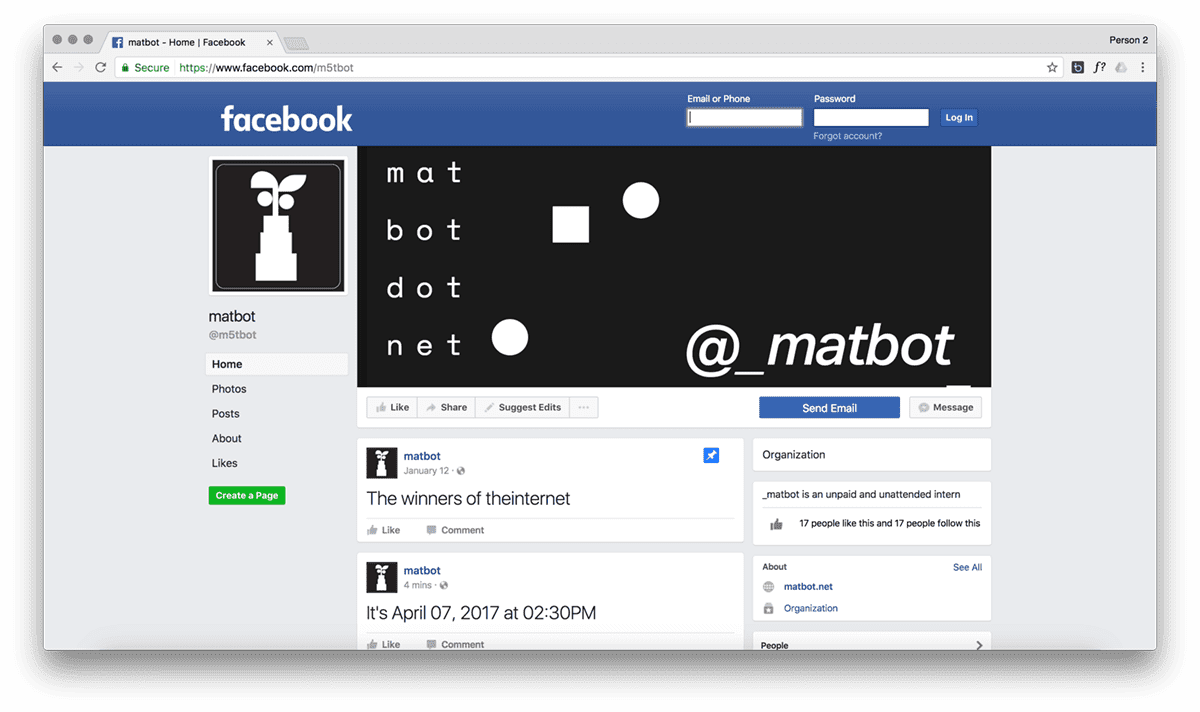 matbot - Home | Facebook
Person 2
Secure https://www.facebook.com/m5tbot
f?
facebook
Email or Phone
Password
Log In
Forgot account?
mat
bot
dot
net
@_matbot
matbot
@m5tbot
Home
Photos
Posts
About
Likes
Create a Page
Like
Share
Suggest Edits
Send Email
Message
matbot
January 12
The winners of theinternet
Like
Comment
matbot
4 mins
It's April 07, 2017 at 02:30PM
Like
Comment
Organization
_matbot is an unpaid and unattended intern
17 people like this and 17 people follow this
About
See All
matbot.net
Organization
People